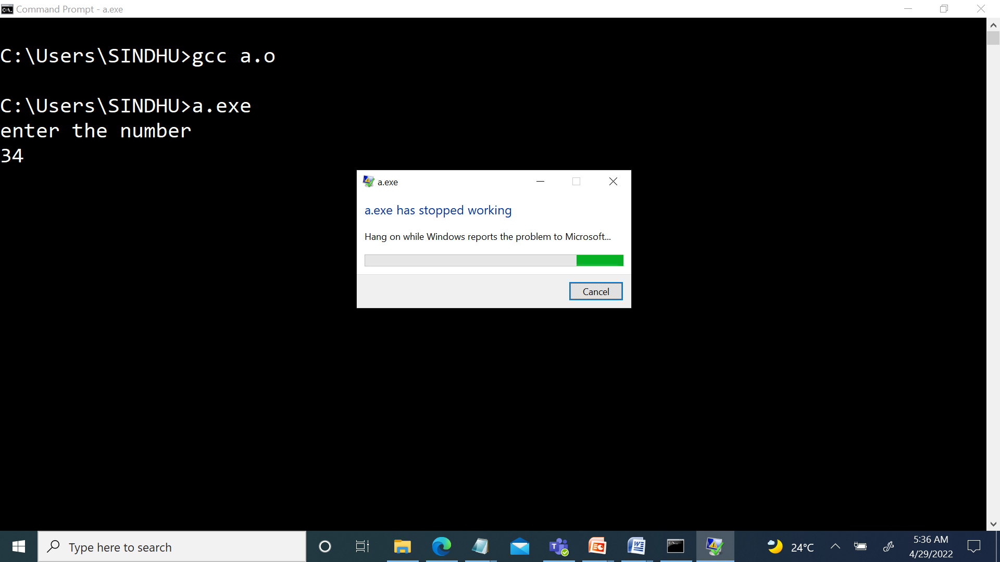 Command Prompt - a.exe
C:\Users\SINDHU>gcc a.o
C:\Users\SINDHU>a.exe
enter the number
34
a.exe
a.exe has stopped working
Hang on while Windows reports the problem to Microsoft...
Cancel
Type here to search
24°C
5:36 AM
4/29/2022